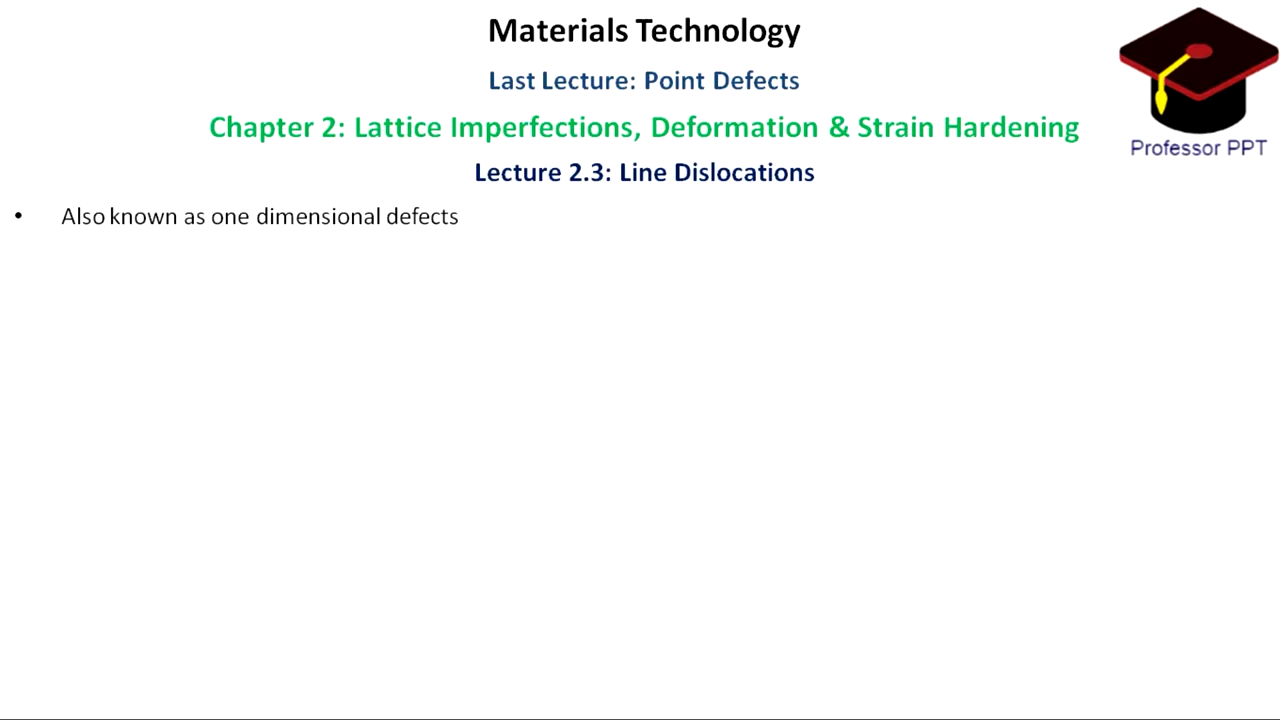 Materials Technology
Last Lecture: Point Defects
Chapter 2: Lattice Imperfections, Deformation & Strain Hardening
Professor PPT
Lecture 2.3: Line Dislocations
• Also known as one dimensional defects